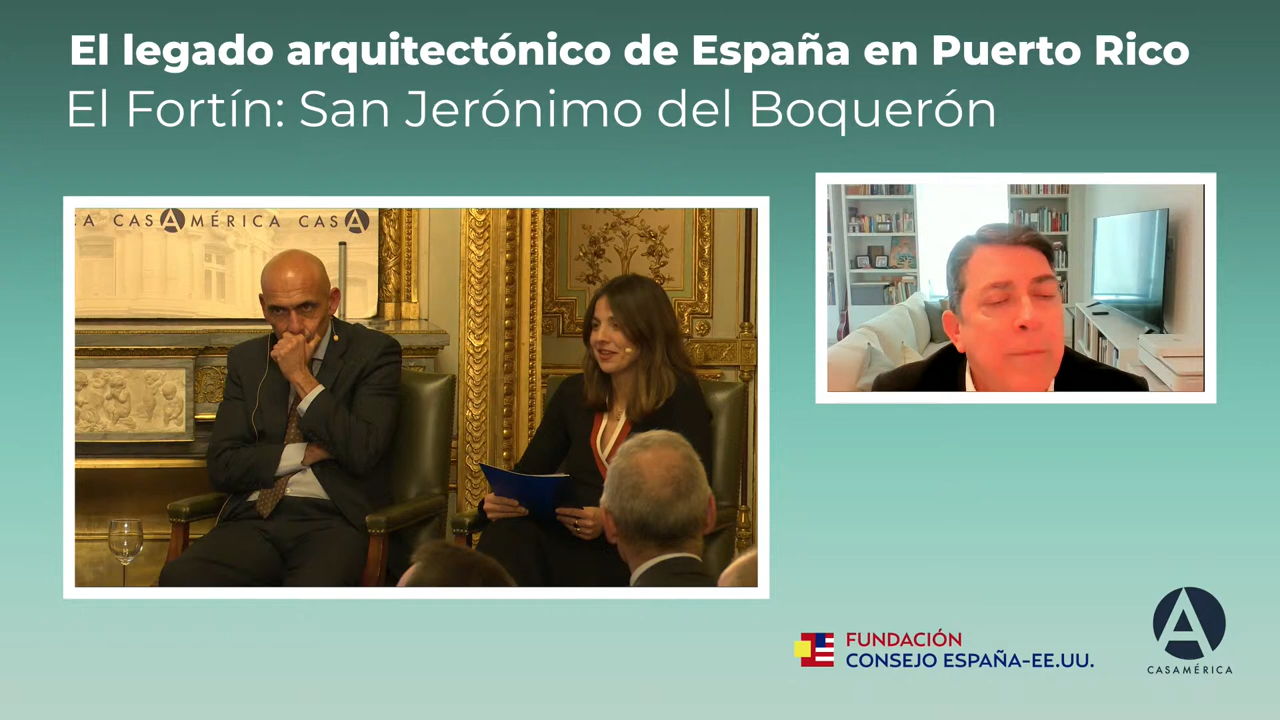 El legado arquitectónico de España en Puerto Rico
El Fortín: San Jerónimo del Boquerón
ZA CASAMÉRICA CASA
FUNDACIÓN
CONSEJO ESPAÑA-EE.UU.
CASAMÉRICA